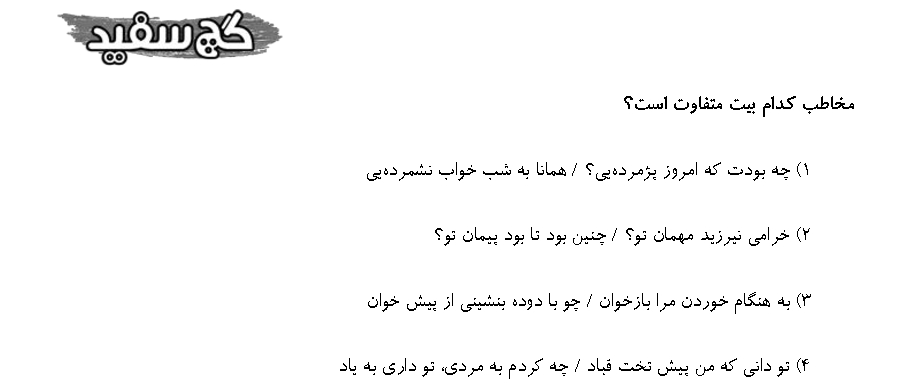 گچ سفید
مخاطب کدام بیت متفاوت است؟
۱) چه بودت که امروز پژمرده‌یی؟ / همانا به شب خواب نشمرده‌یی
۲) خرامی نیرزید مهمان تو؟ / چنین بود تا بود پیمان تو؟
۳) به هنگام خوردن مرا بازخوان / چو با دوده بنشینی از پیش خوان
۴) تو دانی که من پیش تخت قباد / چه کردم به مردی، تو داری به یاد